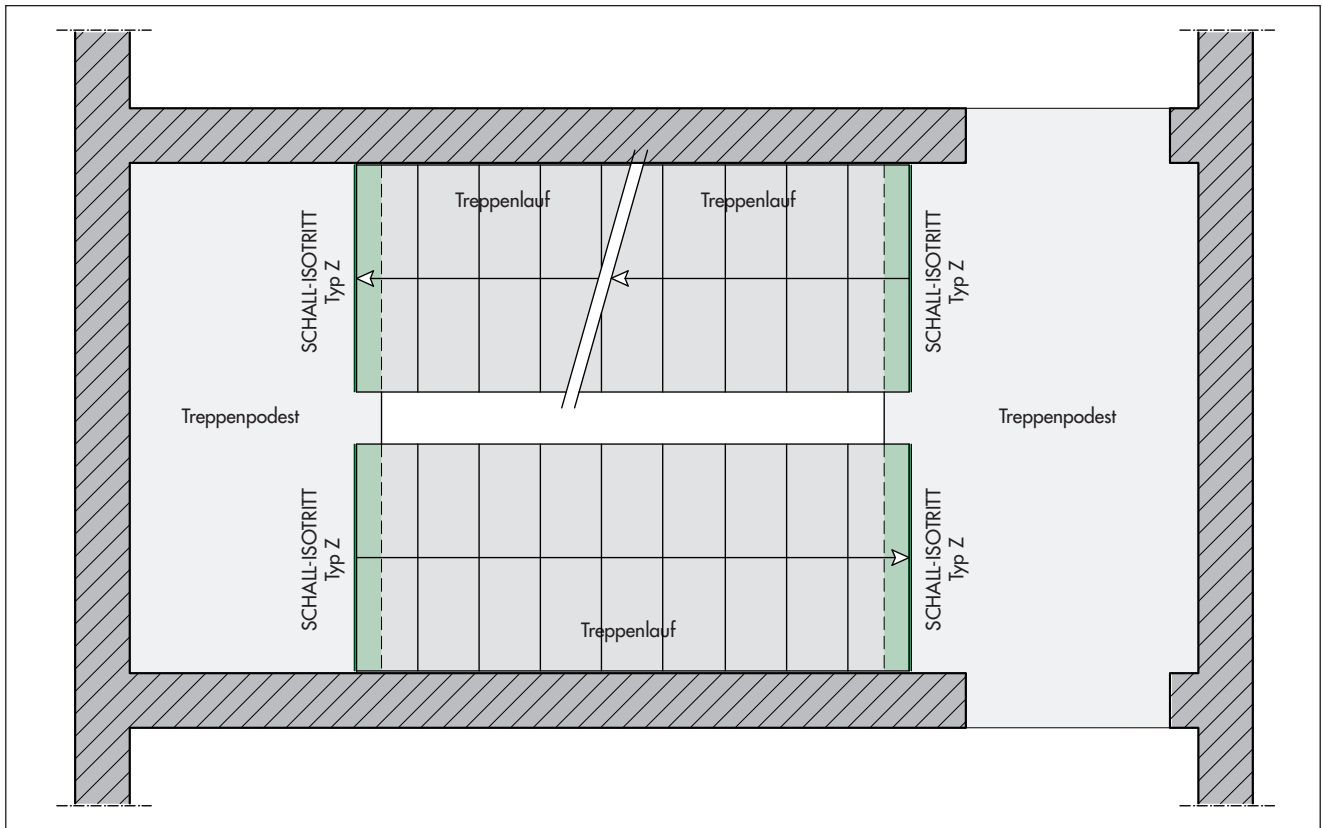 Treppenlauf
Treppenlauf
SCHALL-ISOTRITT
Typ Z
SCHALL-ISOTRITT
Typ Z
Treppenpodest
Treppenpodest
SCHALL-ISOTRITT
Typ Z
SCHALL-ISOTRITT
Typ Z
Treppenlauf